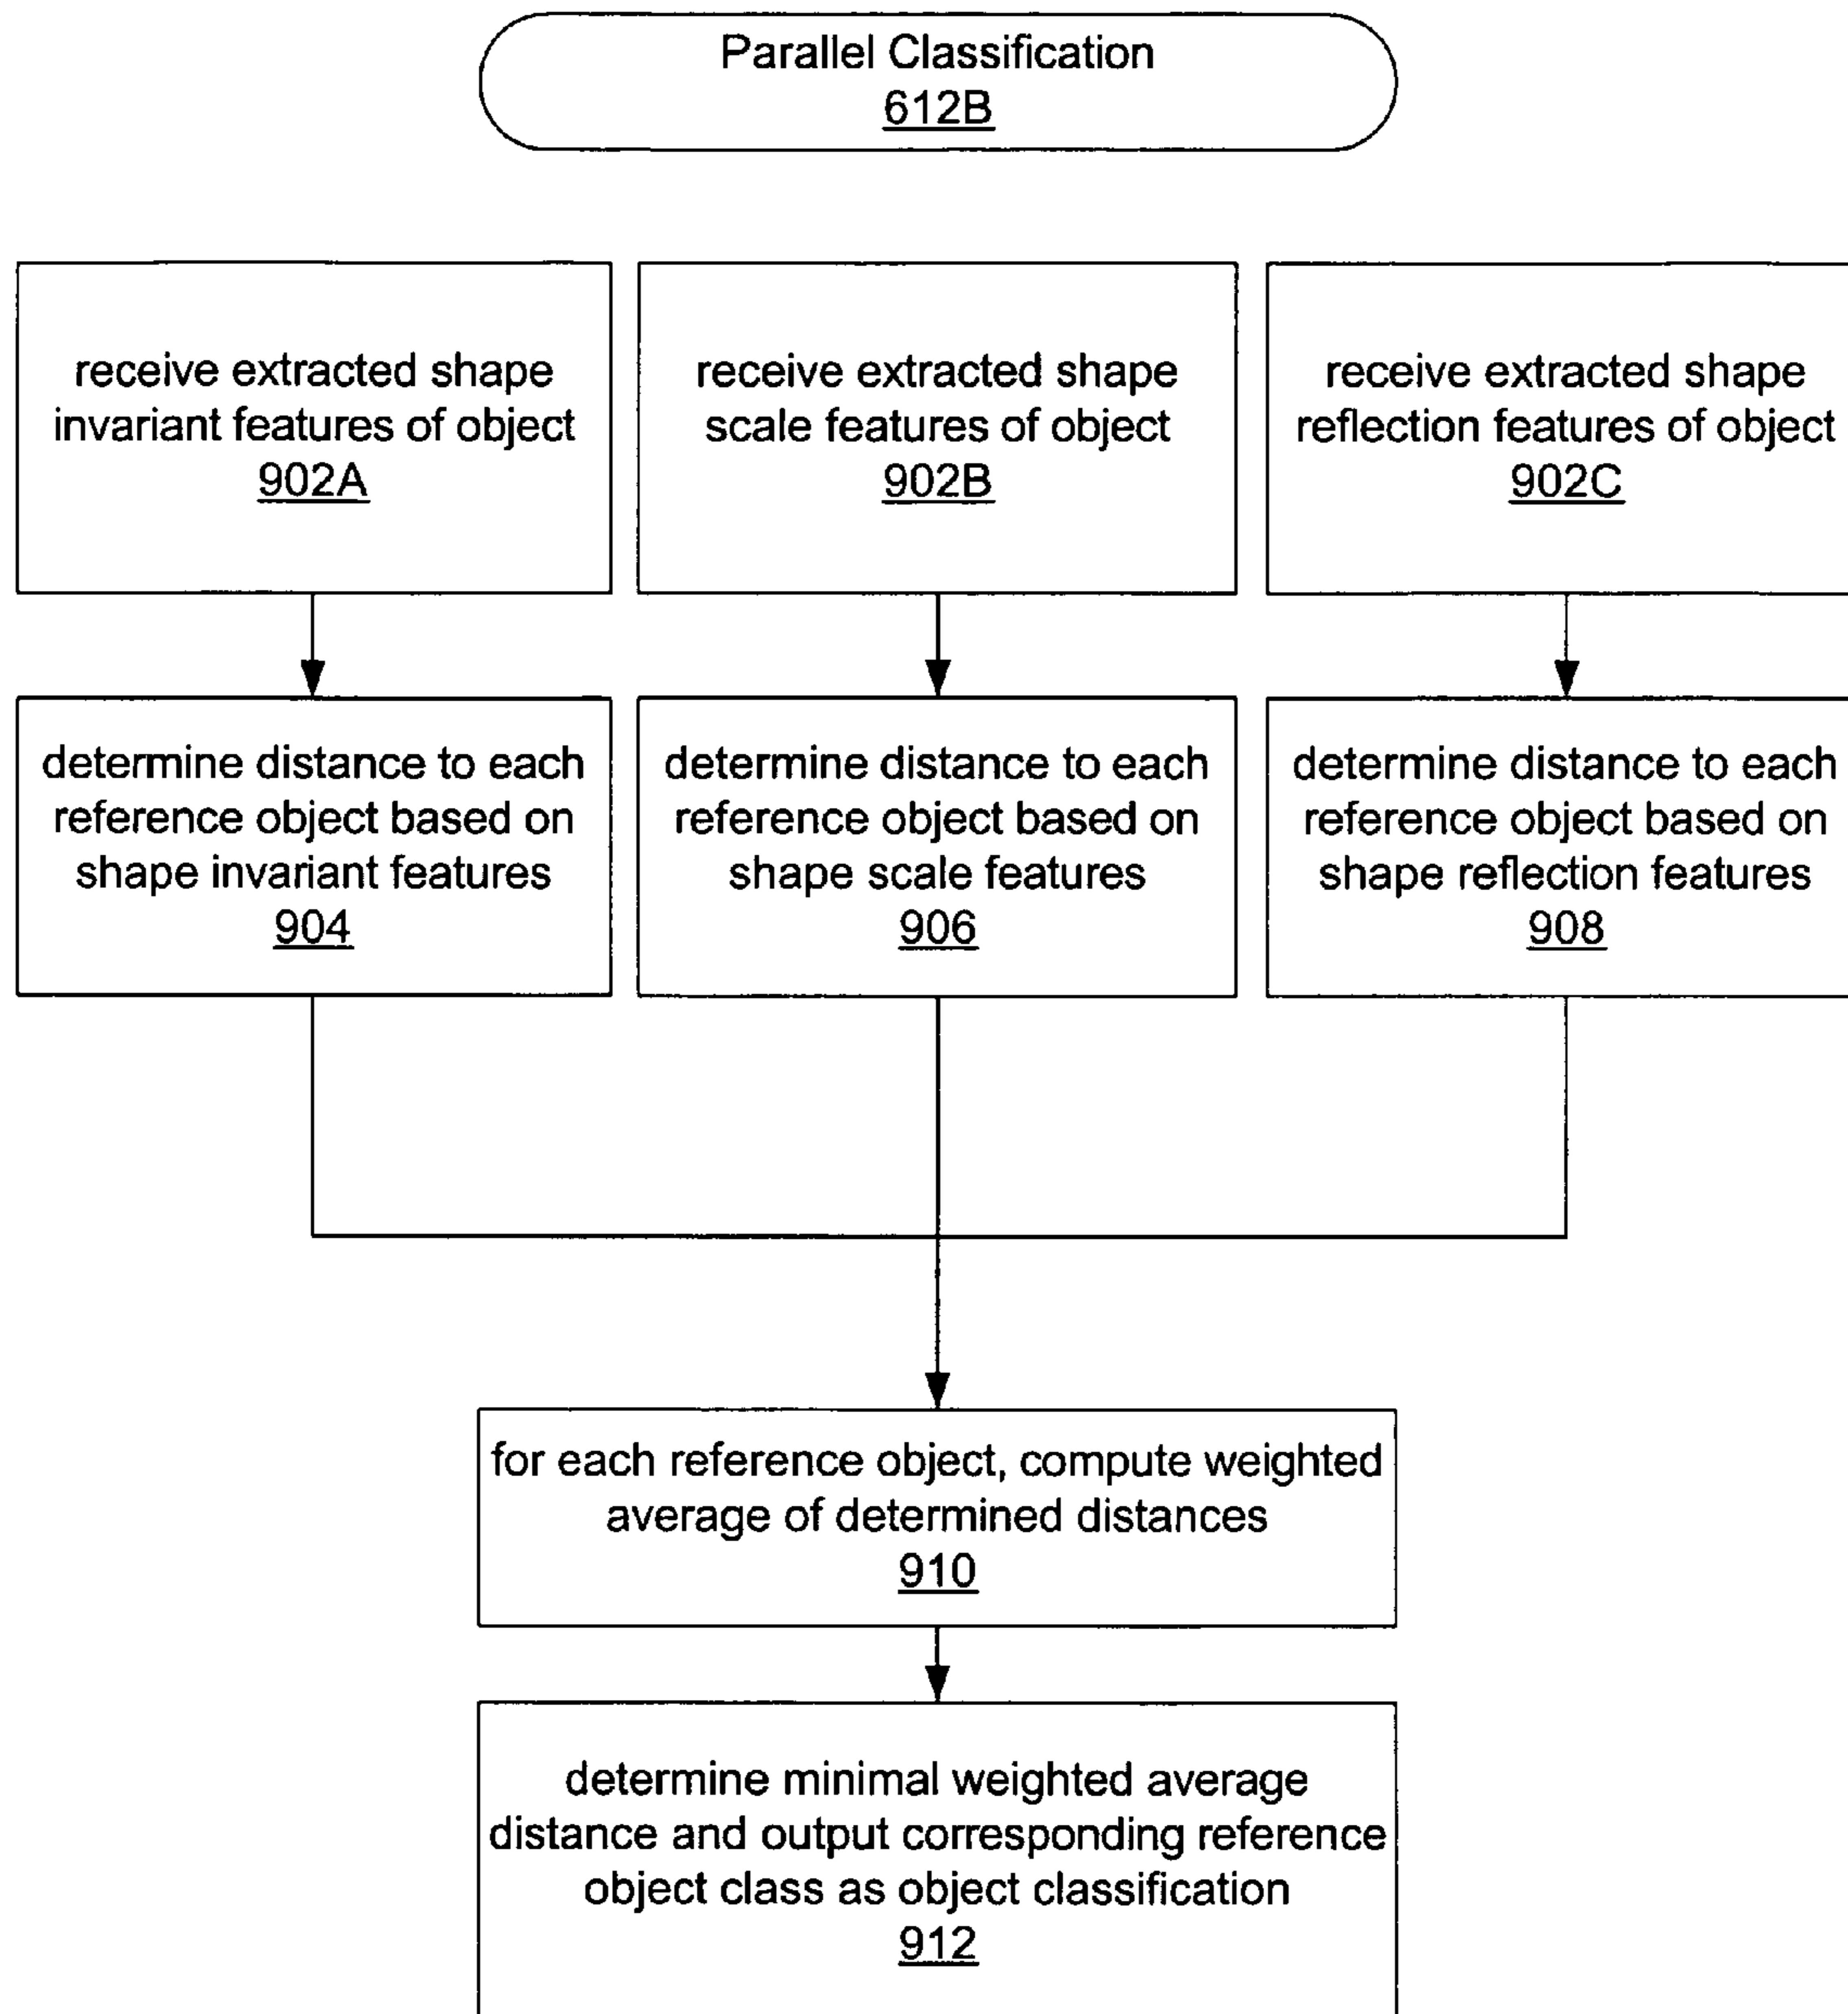 Parallel Classification
612B
receive extracted shape
invariant features of object
902A
receive extracted shape
scale features of object
902B
receive extracted shape
reflection features of object
902C
determine distance to each
reference object based on
shape invariant features
904
determine distance to each
reference object based on
shape scale features
906
determine distance to each
reference object based on
shape reflection features
908
for each reference object, compute weighted
average of determined distances
910
determine minimal weighted average
distance and output corresponding reference
object class as object classification
912